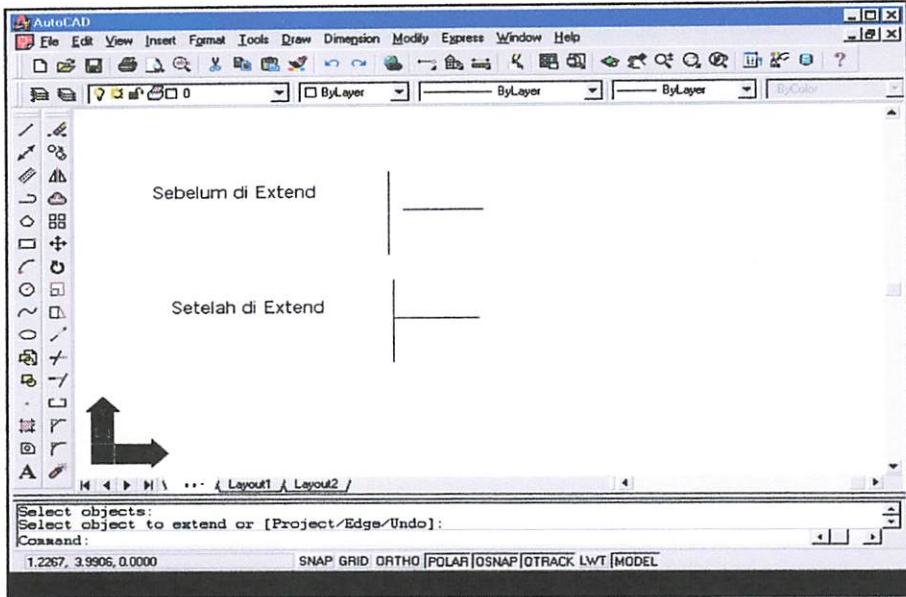 AutoCAD
File Edit View Insert Format Tools Draw Dimension Modify Express Window Help
0 ByLayer ByLayer ByLayer ByColor
Sebelum di Extend
Setelah di Extend
A
Layout1 Layout2
Select objects:
Select object to extend or [Project/Edge/Undo]:
Command:
1.2267, 3.9906, 0.0000 SNAP GRID ORTHO POLAR OSNAP OTRACK LWT MODEL